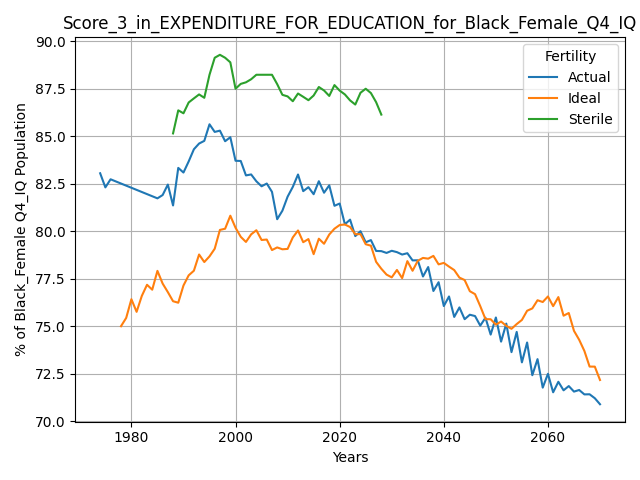 Score_3_in_EXPENDITURE_FOR_EDUCATION_for_Black_Female_Q4_IQ
% of Black_Female Q4_IQ Population
90.0
87.5
85.0
82.5
80.0
77.5
75.0
72.5
70.0
Fertility
Actual
Ideal
Sterile
1980
2000
2020
2040
2060
Years